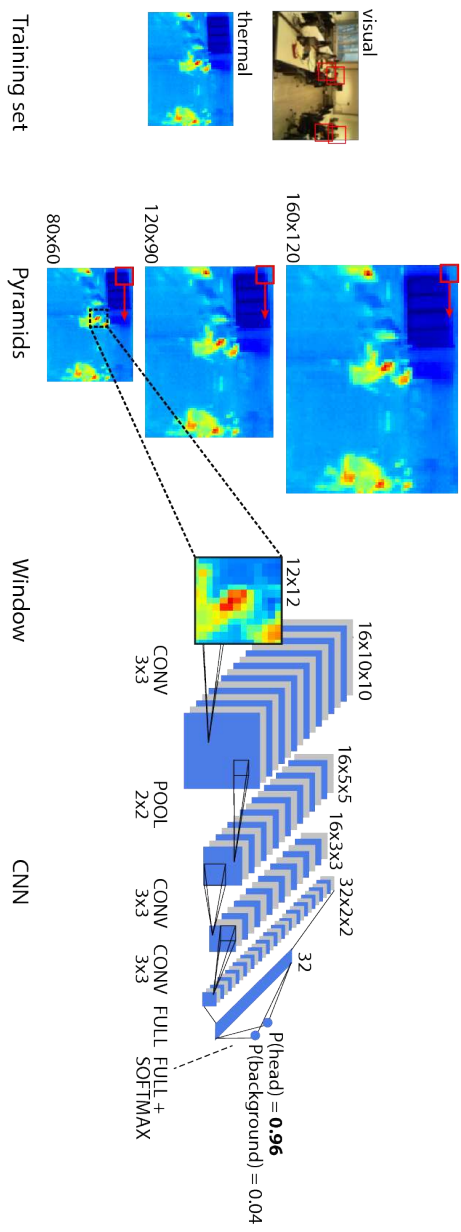 visual
thermal
Training set
160x120
120x90
80x60
Pyramids
12x12
Window
16x10x10
16x5x5
16x3x3
32x2x2
32
P(head) = 0.96
P(background) = 0.04
CONV
3x3
POOL
2x2
CONV
3x3
CONV
3x3
FULL
FULL +
SOFTMAX
CNN